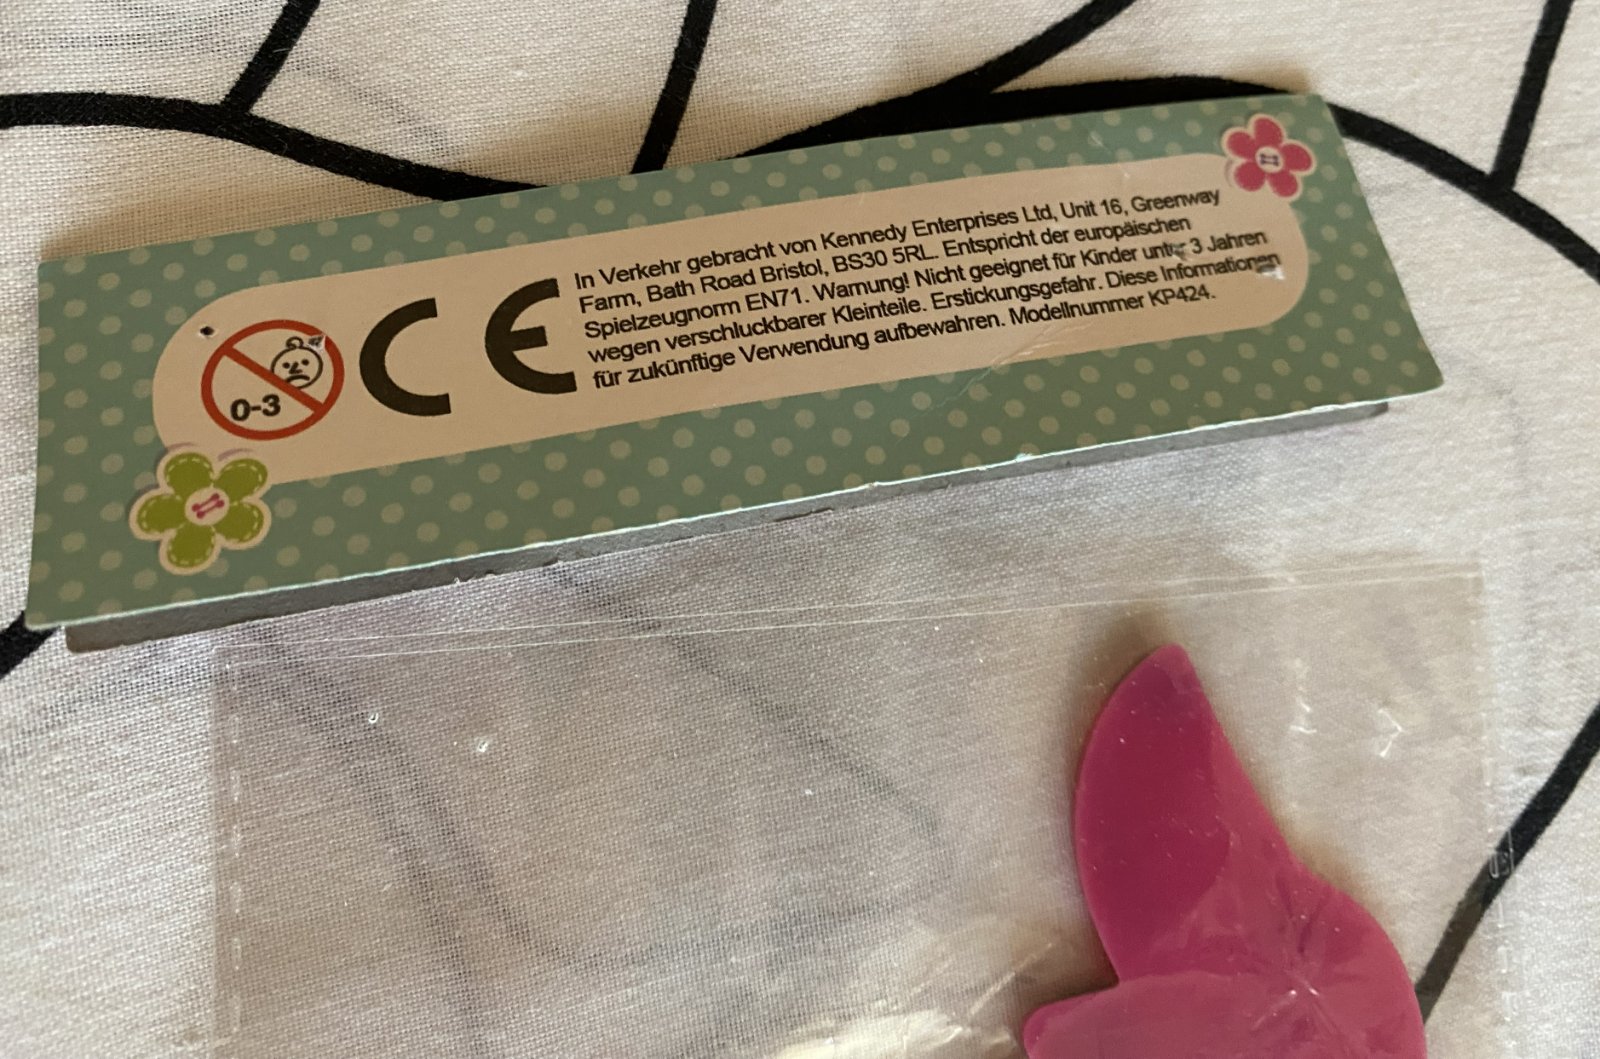 0-3
CE
In Verkehr gebracht von Kennedy Enterprises Ltd, Unit 16, Greenway
Farm, Bath Road Bristol, BS30 5RL. Entspricht der europäischen
Spielzeugnorm EN71. Warnung! Nicht geeignet für Kinder unter 3 Jahren
wegen verschluckbarer Kleinteile. Erstickungsgefahr. Diese Informationen
für zukünftige Verwendung aufbewahren. Modellnummer KP424.